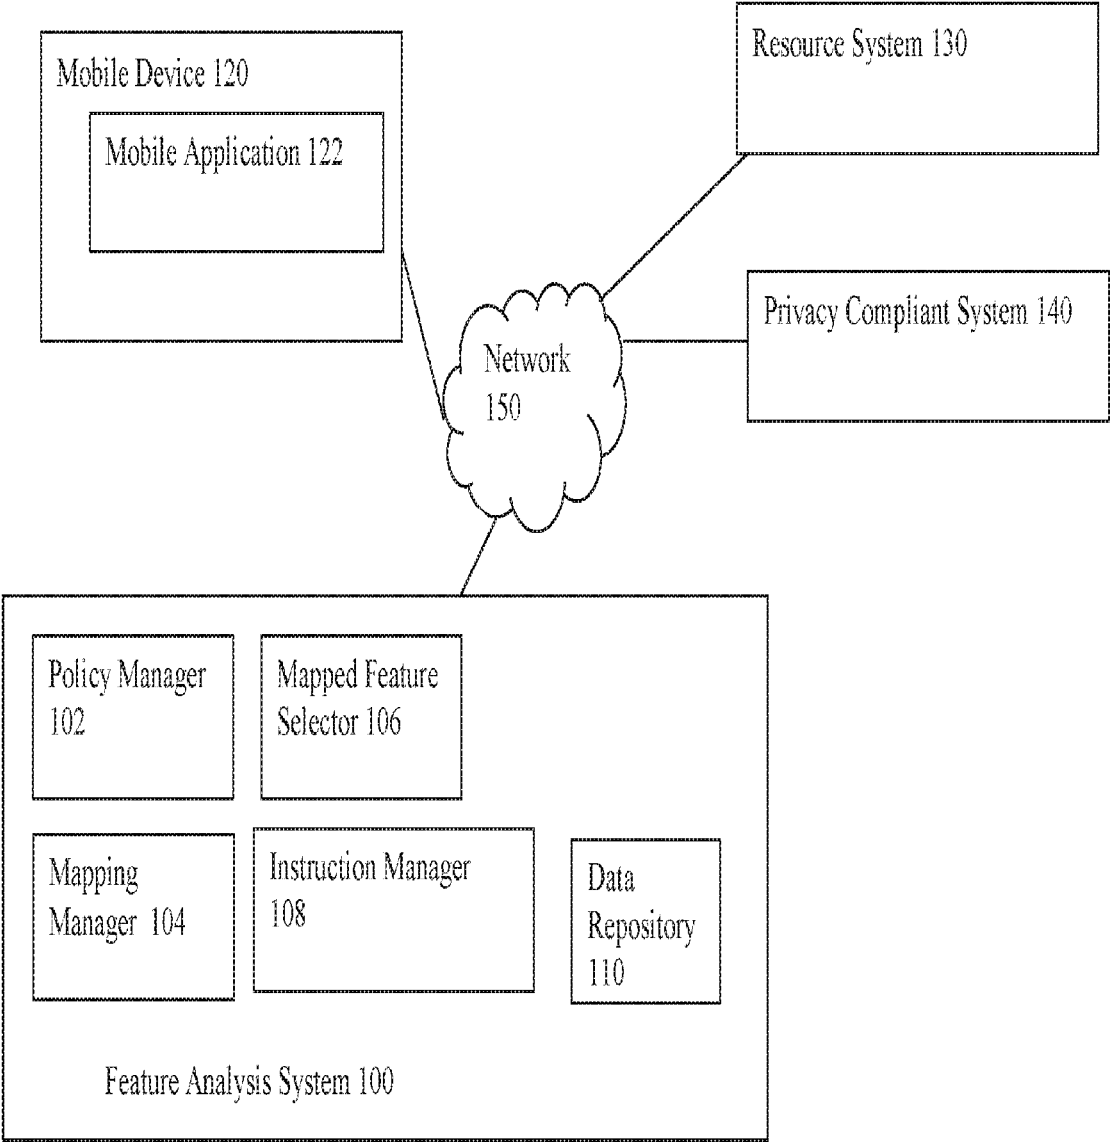 Resource System 130
Mobile Device 120
Mobile Application 122
Privacy Compliant System 140
Network
150
Policy Manager
102
Mapped Feature
Selector 106
Mapping
Manager 104
Instruction Manager
108
Data
Repository
110
Feature Analysis System 100